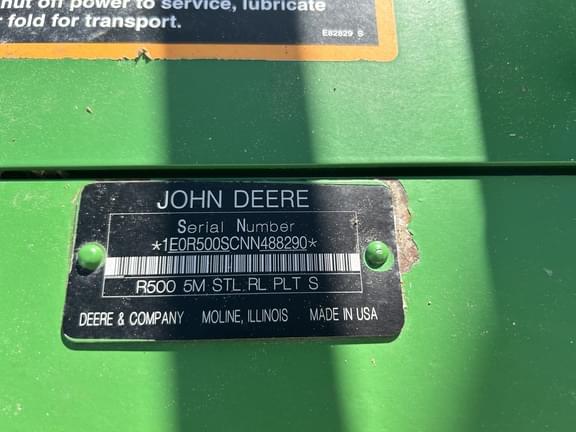 shut off power to service, lubricate
fold for transport.
E82829 S
JOHN DEERE
Serial Number
*1E0R500SCNN488290*
R500 5M STL RL PLT S
DEERE & COMPANY MOLINE, ILLINOIS MADE IN USA